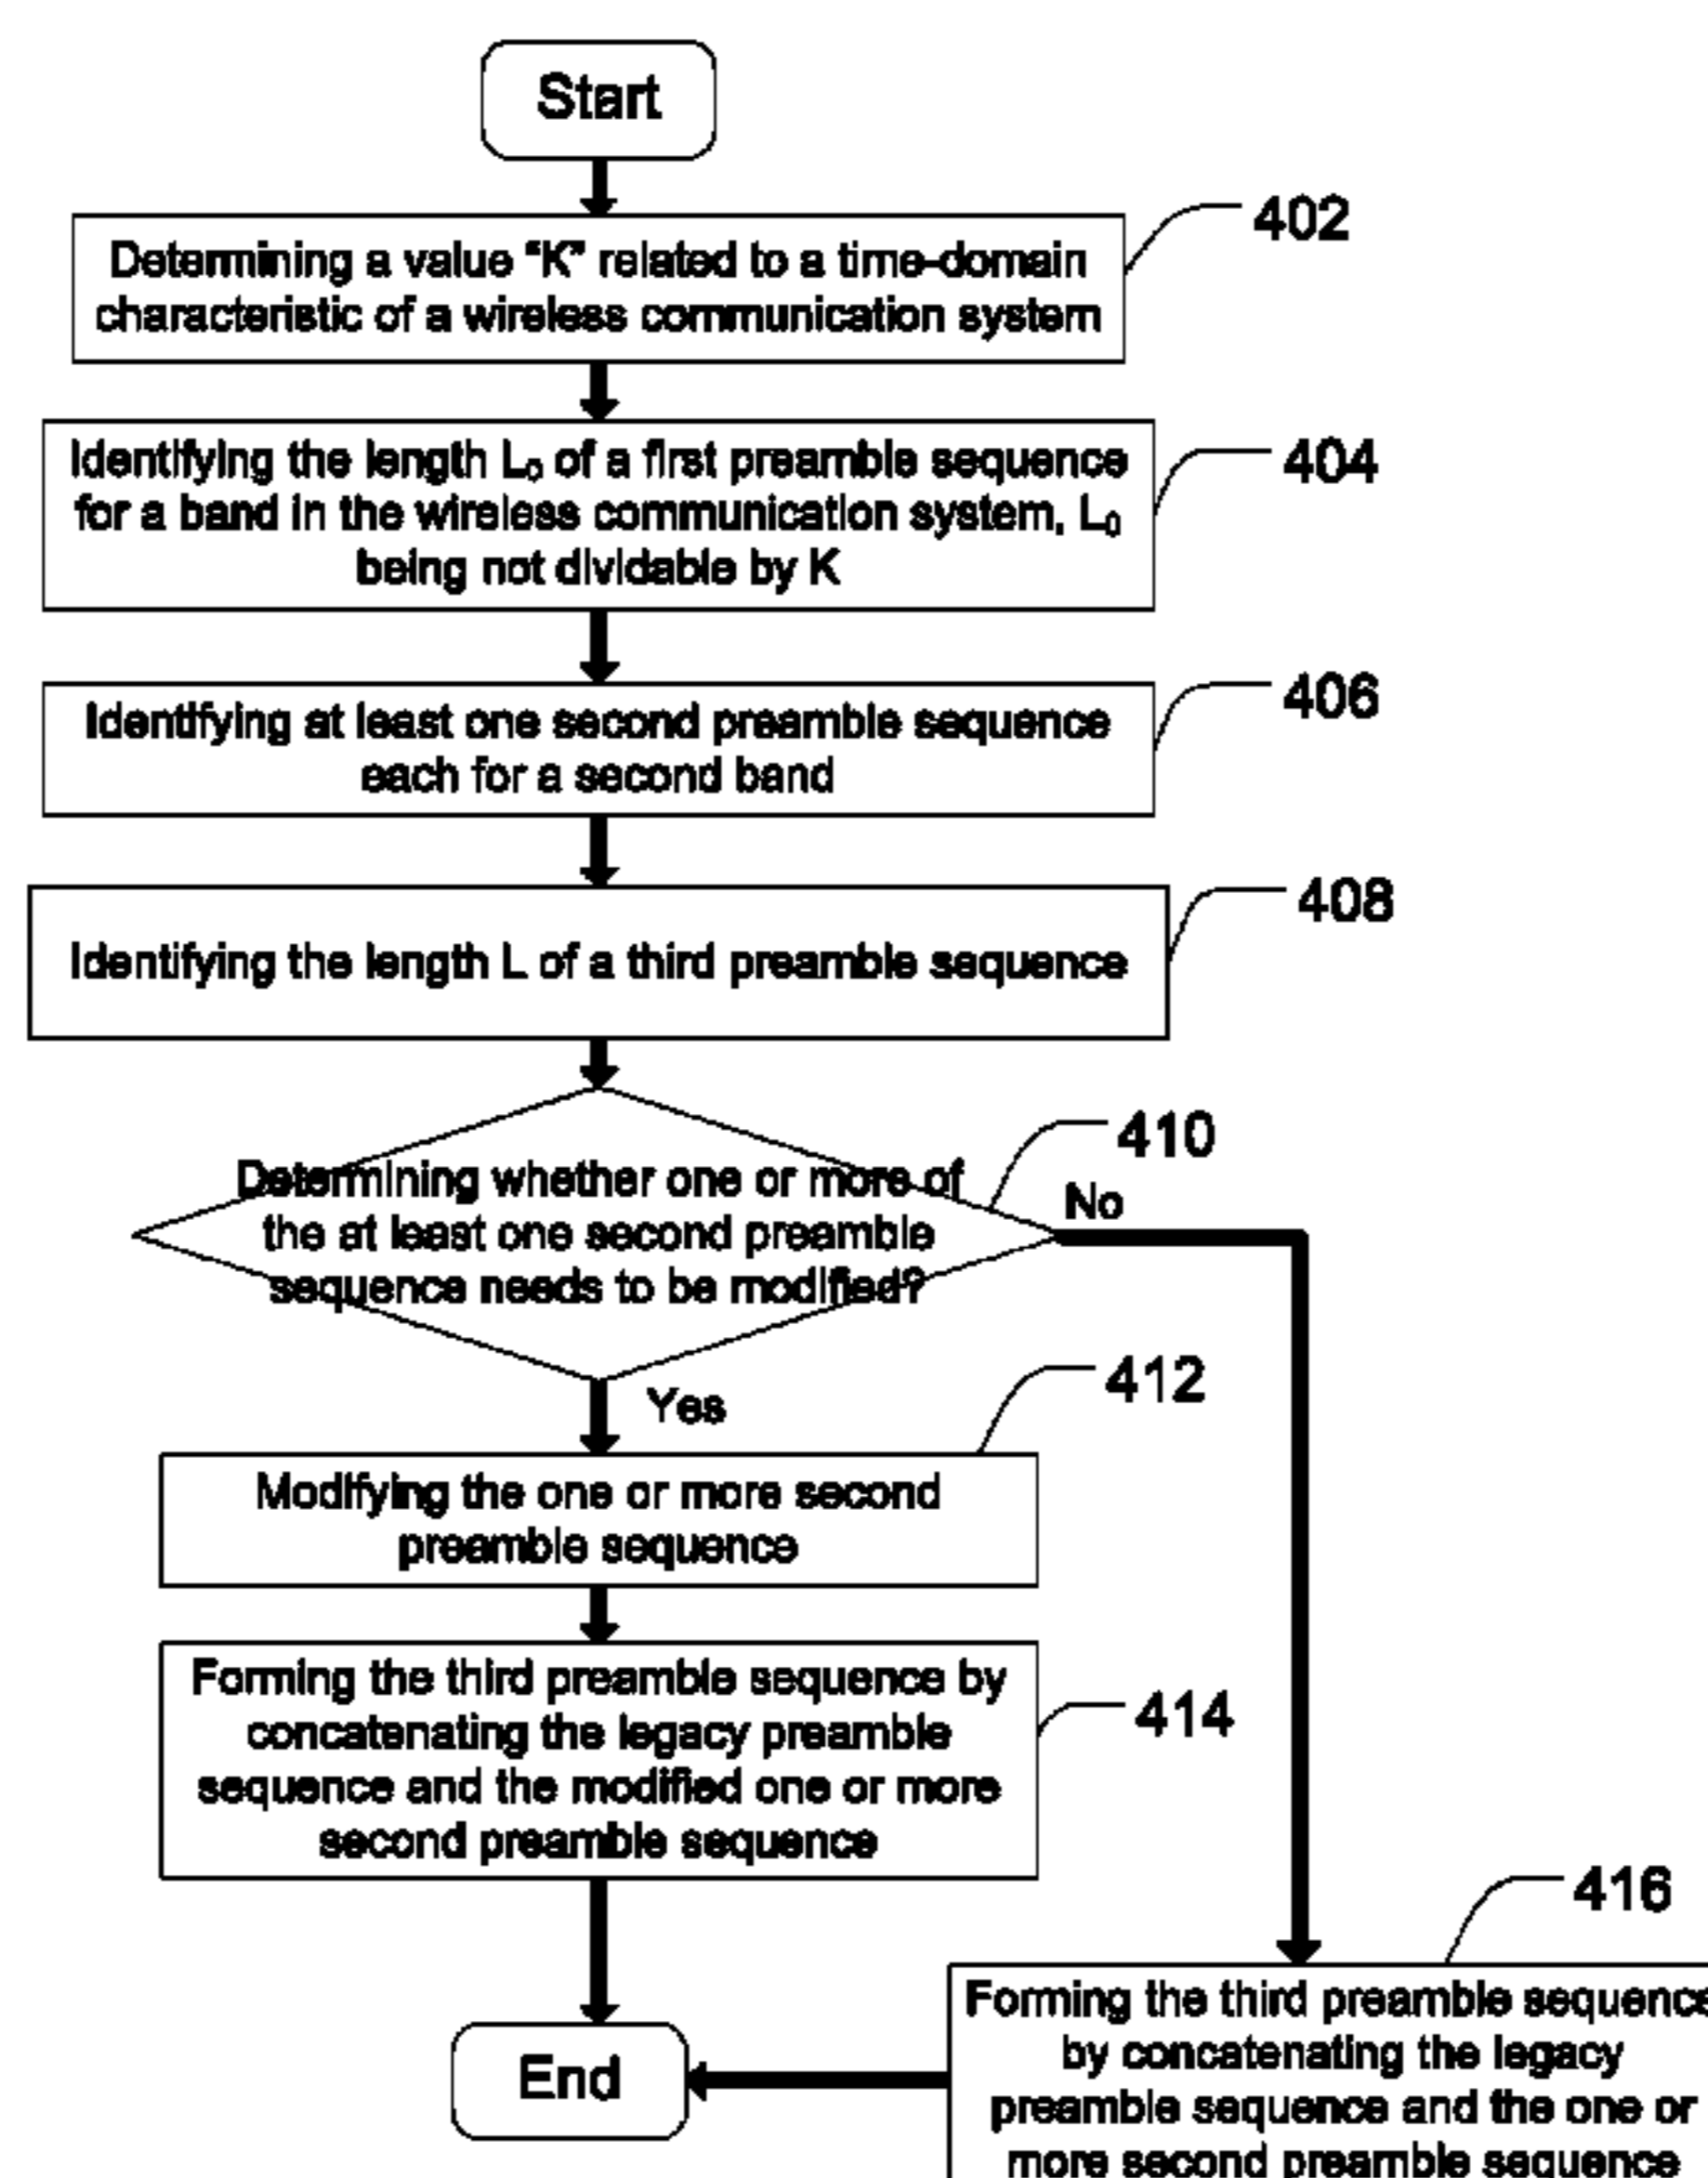 Start
402
Determining a value “K” related to a time-domain
characteristic of a wireless communication system
404
Identifying the length L₀ of a first preamble sequence
for a band in the wireless communication system, L₀
being not dividable by K
406
Identifying at least one second preamble sequence
each for a second band
408
Identifying the length L of a third preamble sequence
410
Determining whether one or more of
the at least one second preamble
sequence needs to be modified?
No
Yes
412
Modifying the one or more second
preamble sequence
414
Forming the third preamble sequence by
concatenating the legacy preamble
sequence and the modified one or more
second preamble sequence
416
Forming the third preamble sequence
by concatenating the legacy
preamble sequence and the one or
more second preamble sequence
End